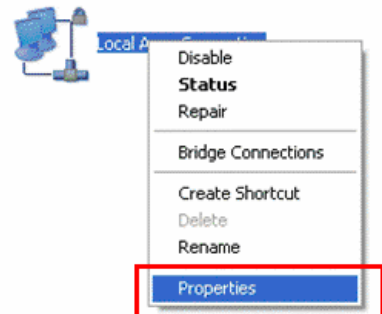 Local A
Disable
Status
Repair
Bridge Connections
Create Shortcut
Delete
Rename
Properties